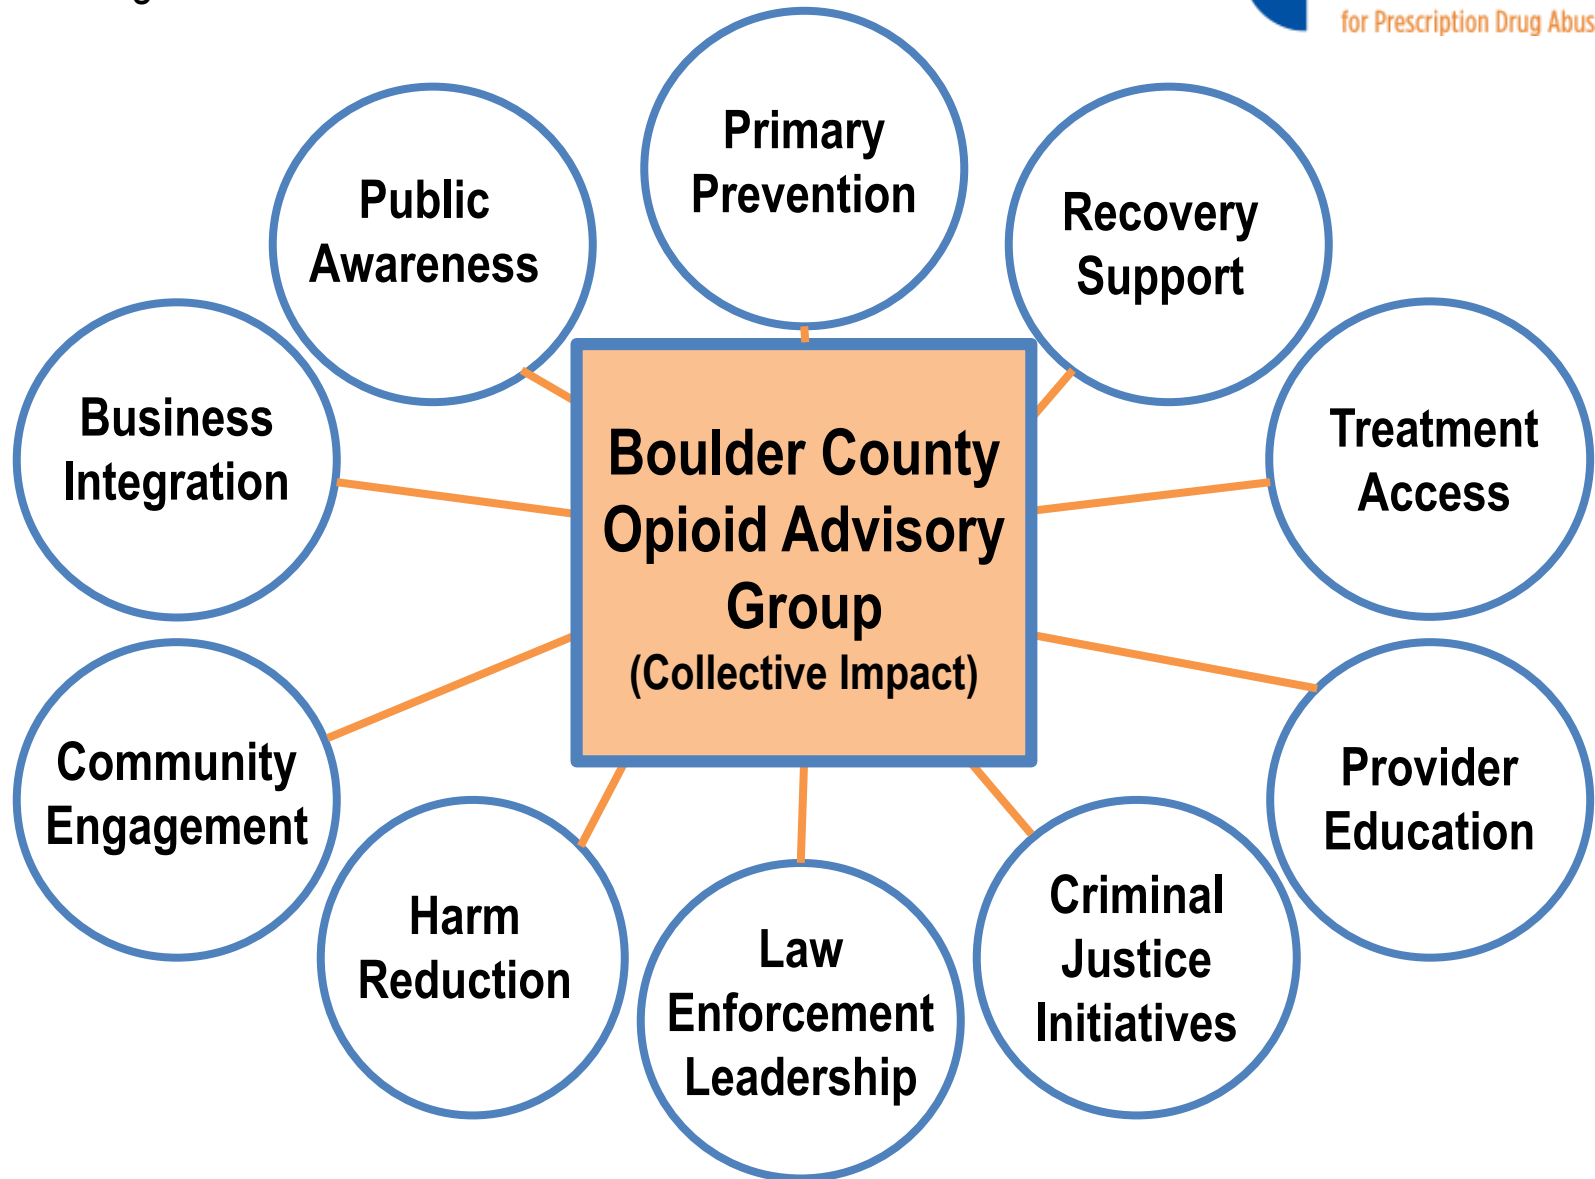 for Prescription Drug Abus
Primary
Prevention
Public
Awareness
Recovery
Support
Business
Integration
Treatment
Access
Boulder County
Opioid Advisory
Group
(Collective Impact)
Community
Engagement
Provider
Education
Harm
Reduction
Law
Enforcement
Leadership
Criminal
Justice
Initiatives